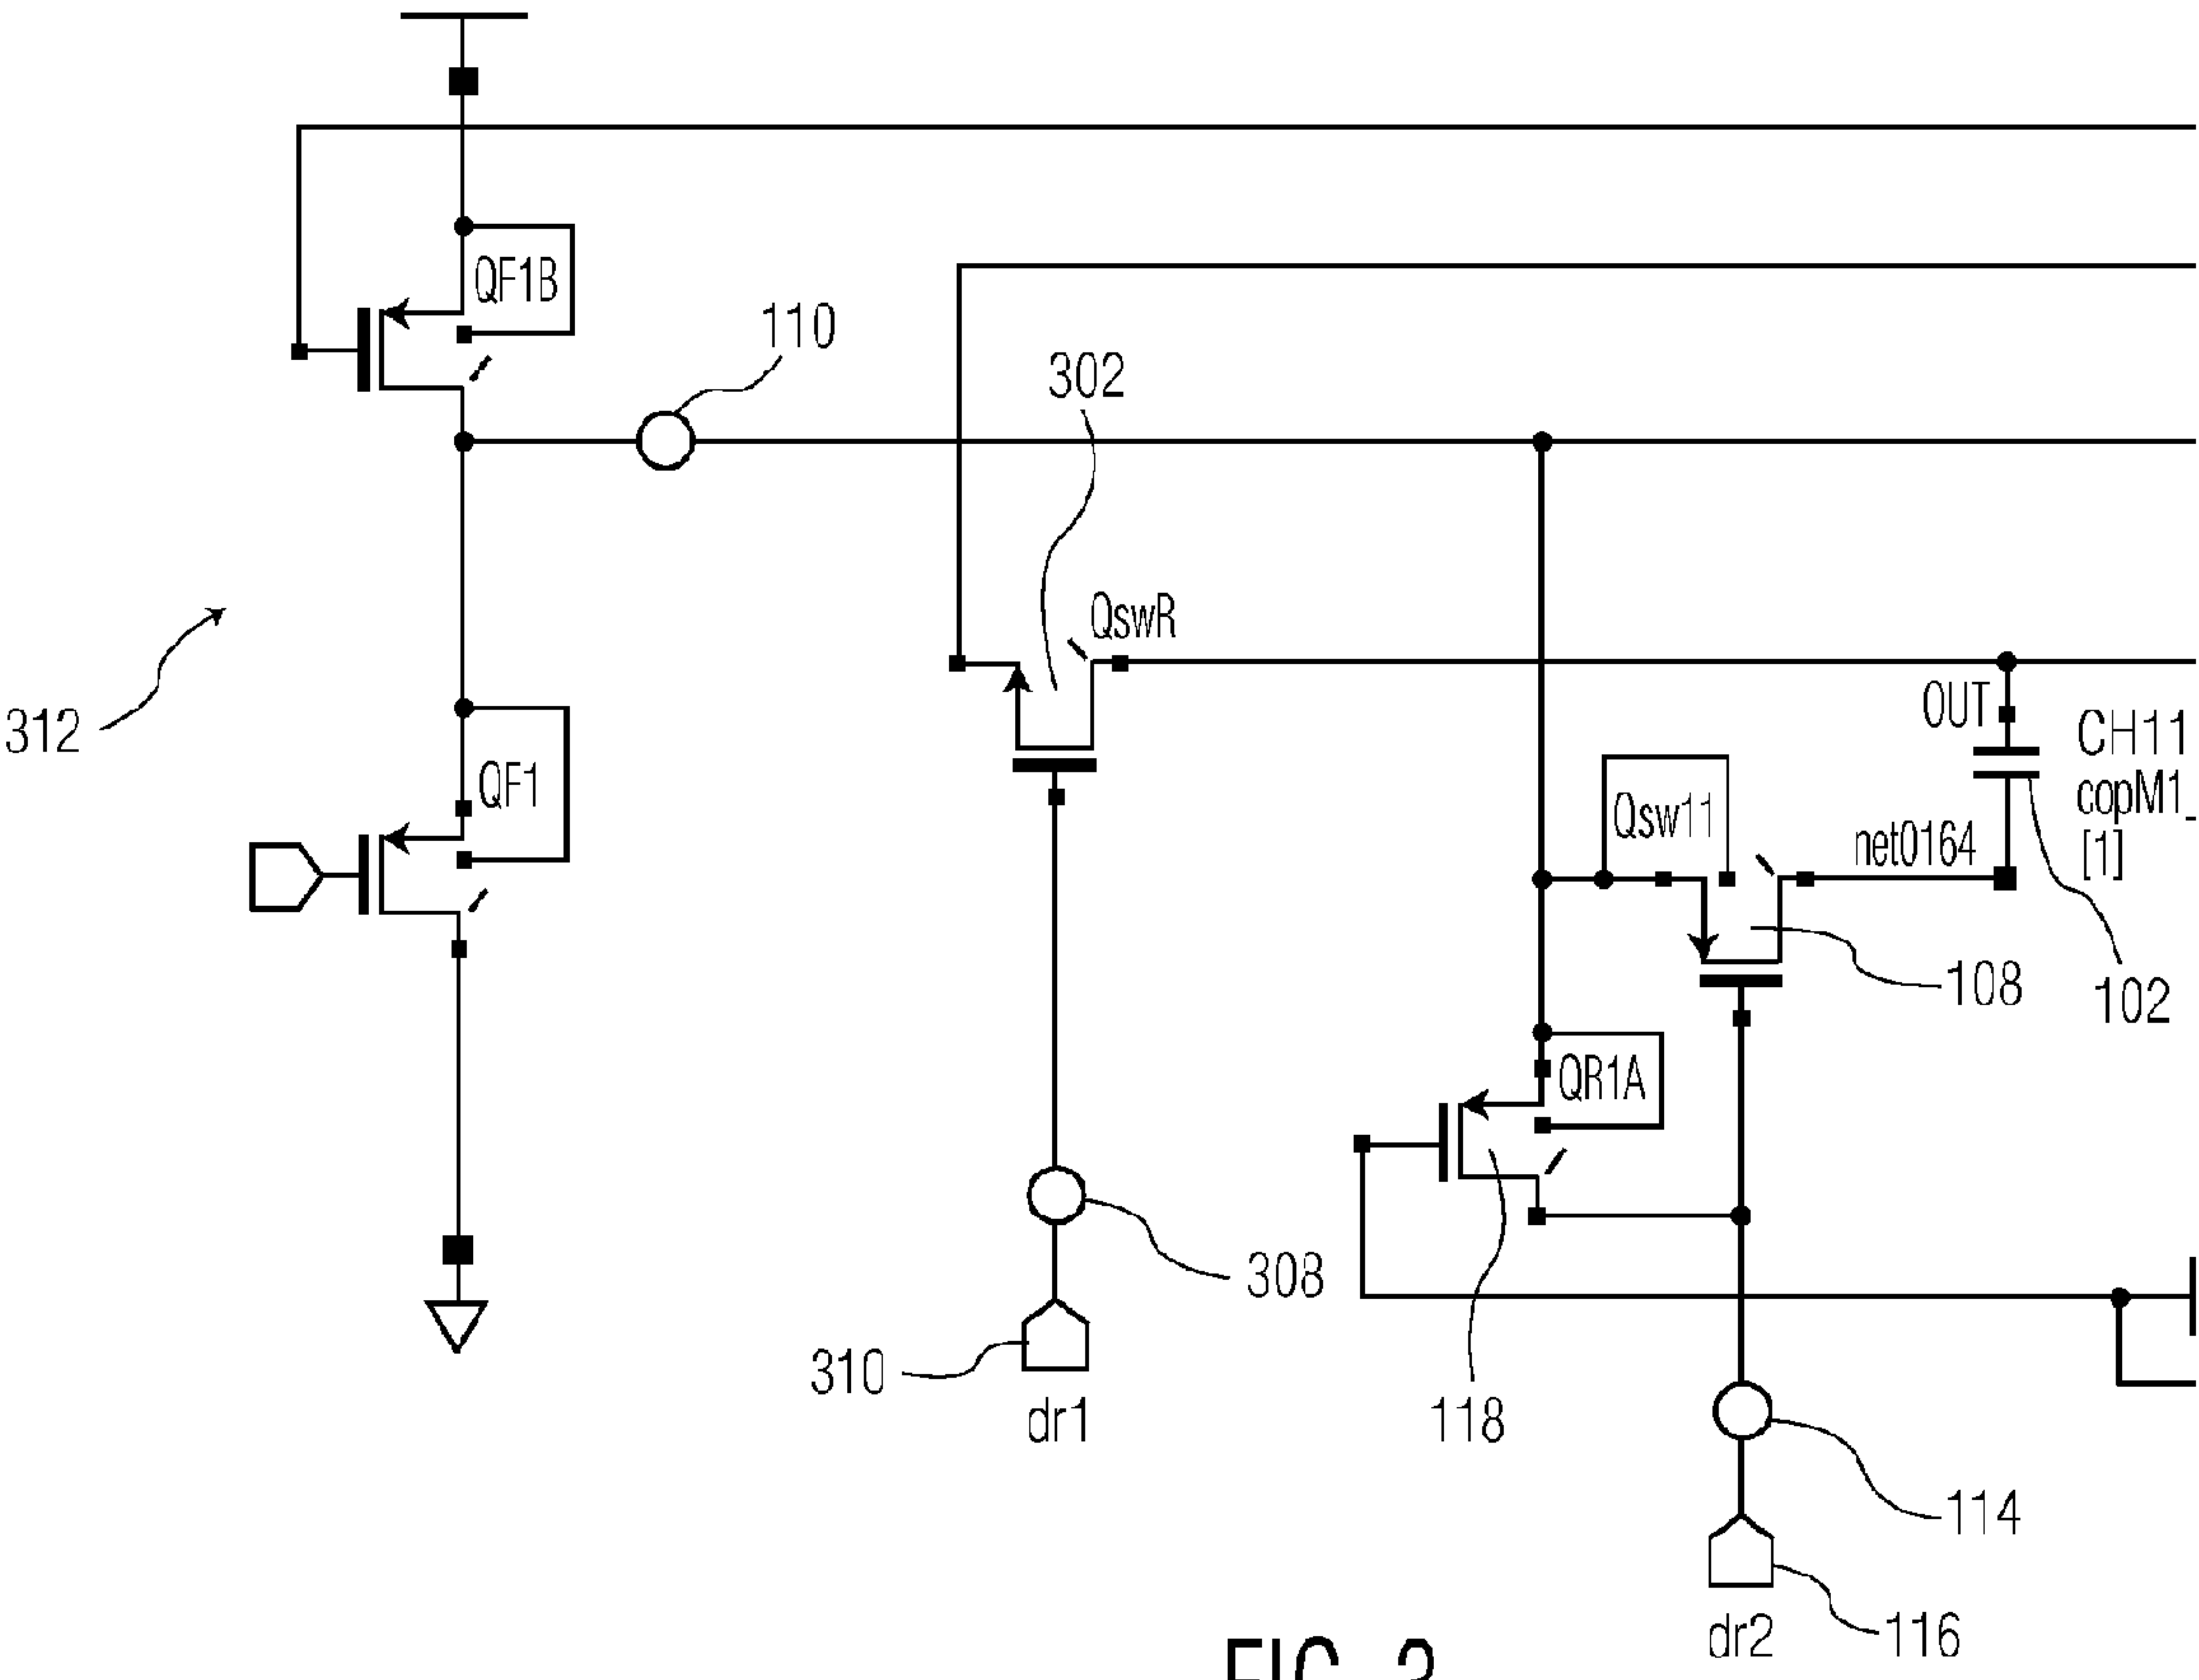 QF1B
110
302
QswR
312
OUT
CH11
copM1_
[1]
QF1
Qsw11
net0164
108
102
QR1A
308
310
dr1
118
114
dr2
116